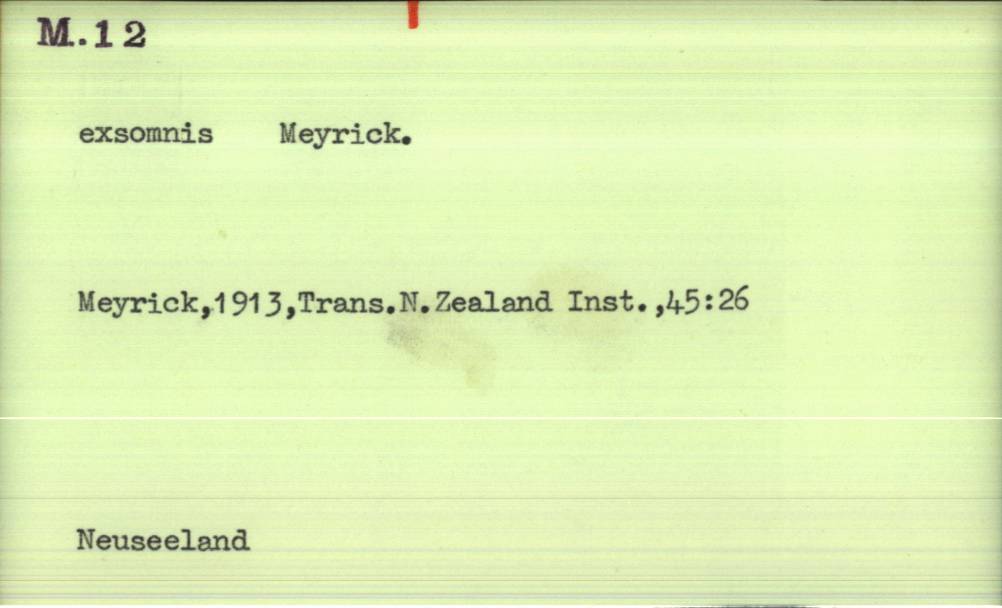 M.12
exsomnis Meyrick.
Meyrick,1913,Trans.N.Zealand Inst.,45:26
Neuseeland